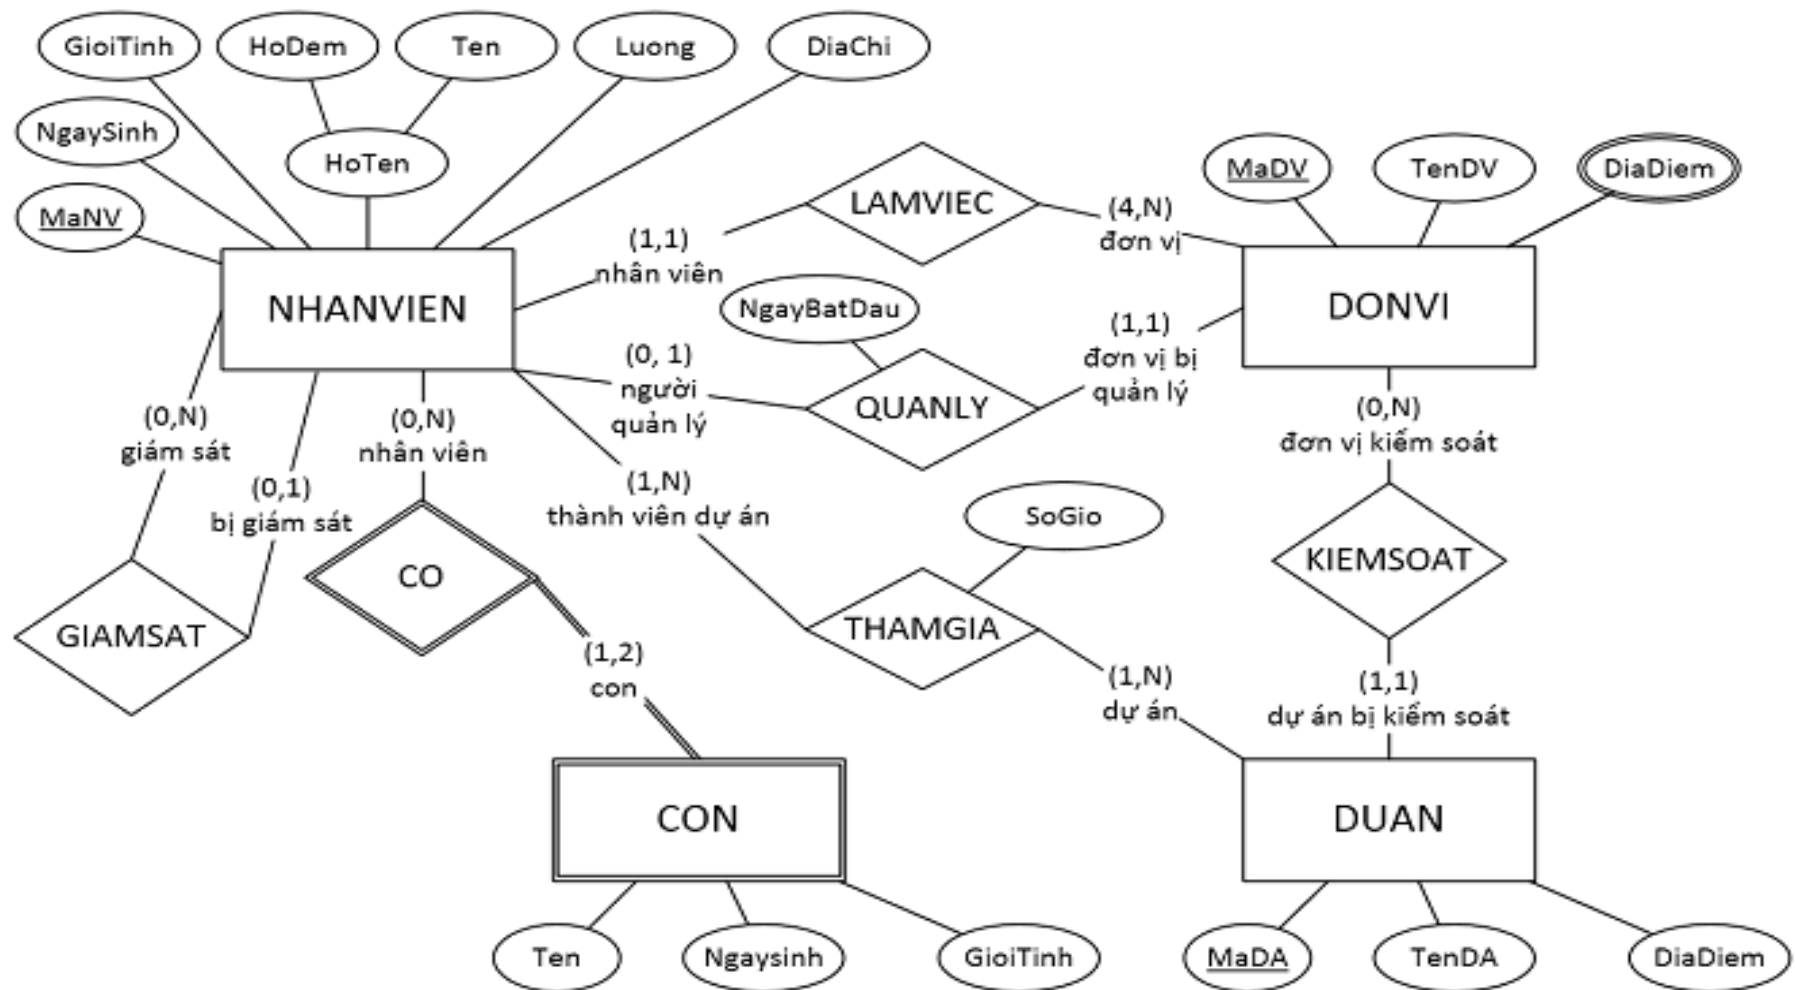 GioiTinh
HoDem
Ten
Luong
DiaChi
NgaySinh
HoTen
MaNV
NHANVIEN
LAMVIEC
(1,1)
nhân viên
(4,N)
đơn vị
MaDV
TenDV
DiaDiem
DONVI
NgayBatDau
(0, 1)
người
quản lý
QUANLY
(1,1)
đơn vị bị
quản lý
(0,N)
giám sát
(0,1)
bị giám sát
GIAMSAT
(0,N)
nhân viên
CO
(1,2)
con
(1,N)
thành viên dự án
SoGio
THAMGIA
(1,N)
dự án
(0,N)
đơn vị kiểm soát
KIEMSOAT
(1,1)
dự án bị kiểm soát
CON
DUAN
Ten
Ngaysinh
GioiTinh
MaDA
TenDA
DiaDiem